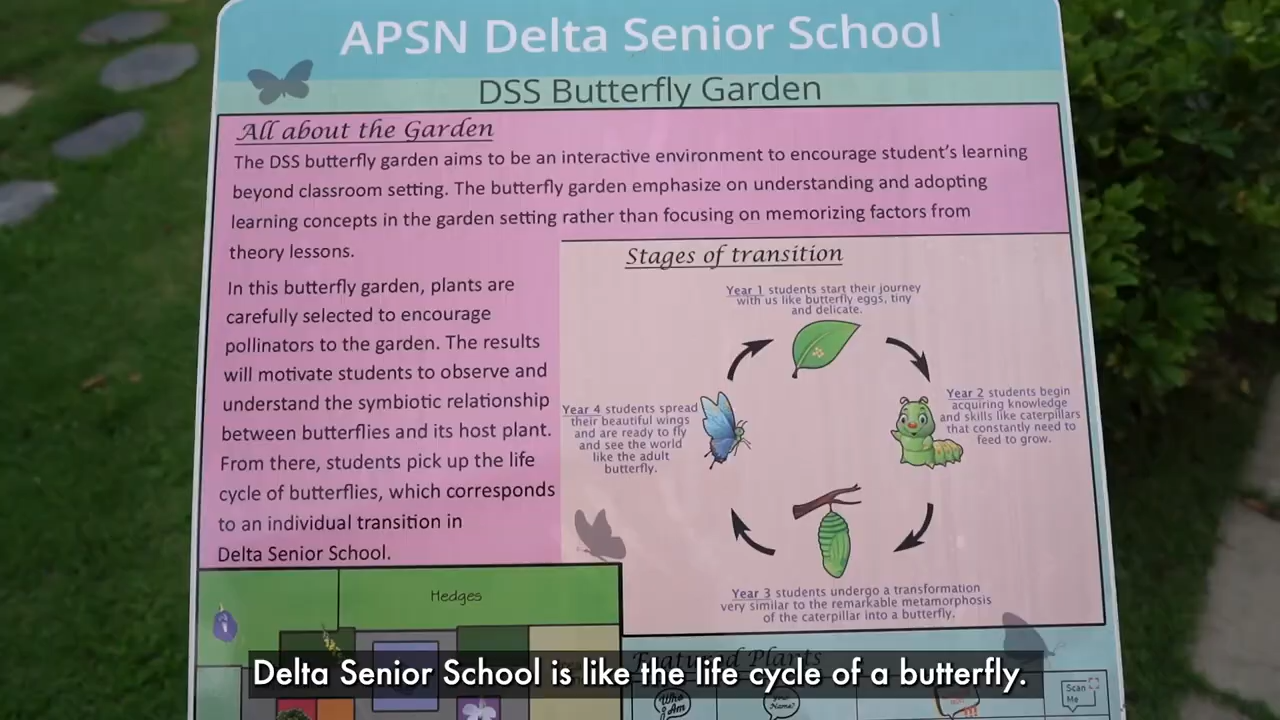 APSN Delta Senior School
DSS Butterfly Garden
All about the Garden
The DSS butterfly garden aims to be an interactive environment to encourage student's learning
beyond classroom setting. The butterfly garden emphasize on understanding and adopting
learning concepts in the garden setting rather than focusing on memorizing factors from
theory lessons.
In this butterfly garden, plants are
carefully selected to encourage
pollinators to the garden. The results
will motivate students to observe and
understand the symbiotic relationship
between butterflies and its host plant.
From there, students pick up the life
cycle of butterflies, which corresponds
to an individual transition in
Delta Senior School.
Stages of transition
Year 1 students start their journey
with us like butterfly eggs, tiny
and delicate.
Year 2 students begin
acquiring knowledge
and skills like caterpillars
that constantly need to
feed to grow.
Year 3 students undergo a transformation
very similar to the remarkable metamorphosis
of the caterpillar into a butterfly.
Year 4 students spread
their beautiful wings
and are ready to fly
and see the world
like the adult
butterfly.
Hedges
Featured Plants
Who
I Am
Name?
Scan
Me
Delta Senior School is like the life cycle of a butterfly.